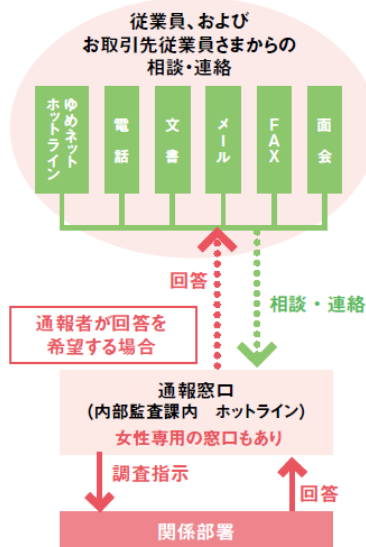 従業員、および
お取引先従業員さまからの
相談・連絡
ゆめネット
ホットライン
電話
文書
メール
FAX
面会
回答
相談・連絡
通報者が回答を
希望する場合
通報窓口
(内部監査課内　ホットライン)
女性専用の窓口もあり
調査指示
回答
関係部署